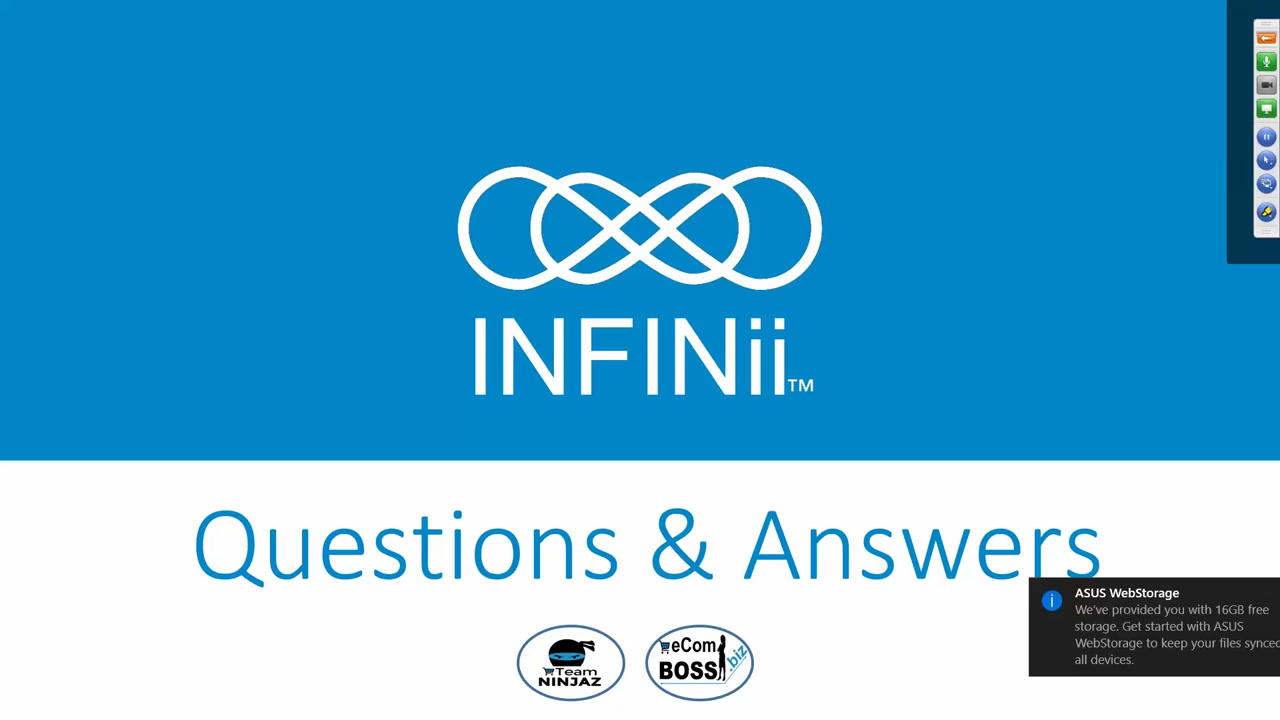 INFINii™
Questions & Answers
ASUS WebStorage
We've provided you with 16GB free
storage. Get started with ASUS
WebStorage to keep your files synced
all devices.
Team
NINJAZ
eCom
BOSS
.biz